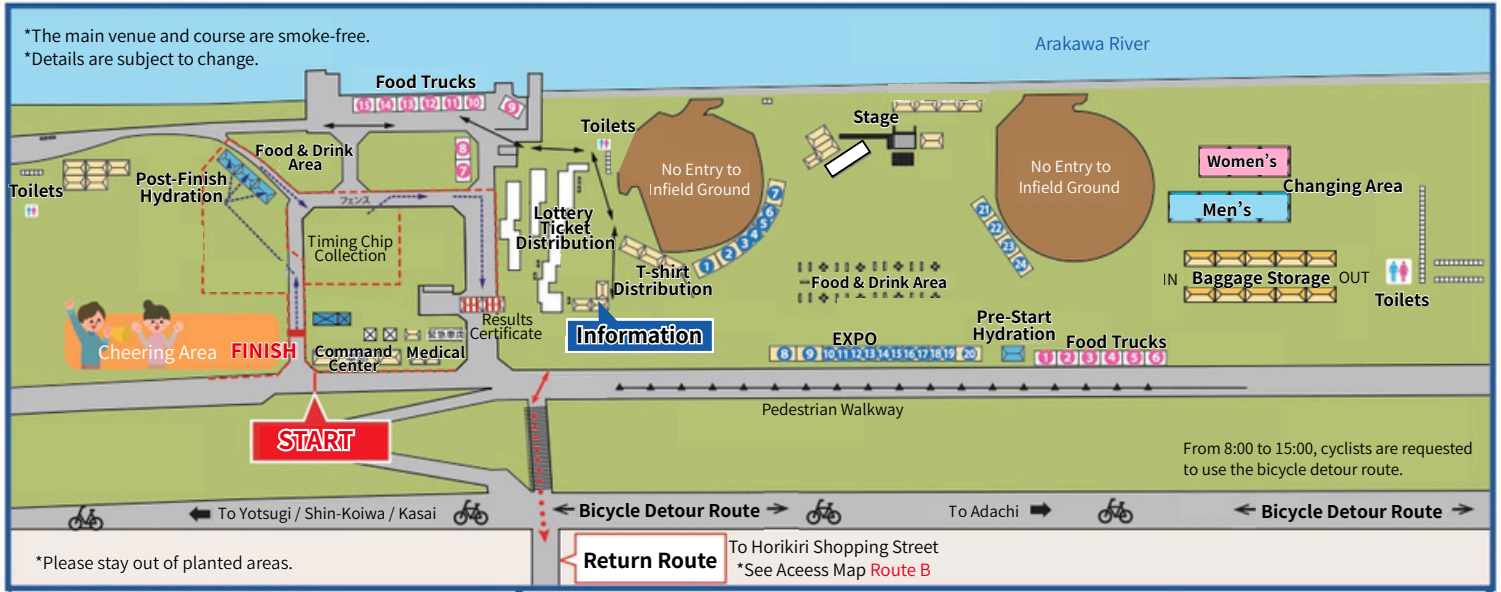 *The main venue and course are smoke-free.
*Details are subject to change.
Arakawa River
Food Trucks
15 14 13 12 11 10 9
8
7
Food & Drink
Area
Toilets
Post-Finish
Hydration
フェンス
Timing Chip
Collection
Cheering Area
FINISH
START
Command
Center
Medical
緊急車両
Results
Certificate
Toilets
Lottery
Ticket
Distribution
T-shirt
Distribution
Information
No Entry to
Infield Ground
1 2 3 4 5 6 7
Stage
No Entry to
Infield Ground
21
22
23
24
Food & Drink Area
EXPO
8 9 10 11 12 13 14 15 16 17 18 19 20
Pre-Start
Hydration
Food Trucks
1 2 3 4 5 6
Women's
Men's
Changing Area
IN Baggage Storage OUT
Toilets
Pedestrian Walkway
From 8:00 to 15:00, cyclists are requested
to use the bicycle detour route.
To Yotsugi / Shin-Koiwa / Kasai
Bicycle Detour Route
To Adachi
Bicycle Detour Route
*Please stay out of planted areas.
Return Route
To Horikiri Shopping Street
*See Aceess Map Route B